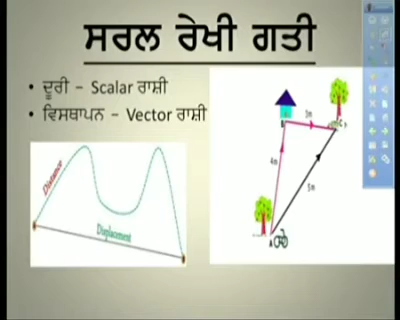 ਸਰਲ ਰੇਖੀ ਗਤੀ
• ਦੂਰੀ – Scalar ਰਾਸ਼ੀ
• ਵਿਸਥਾਪਨ – Vector ਰਾਸ਼ੀ
Distance
Displacement
3m
B
C
4m
5m
A